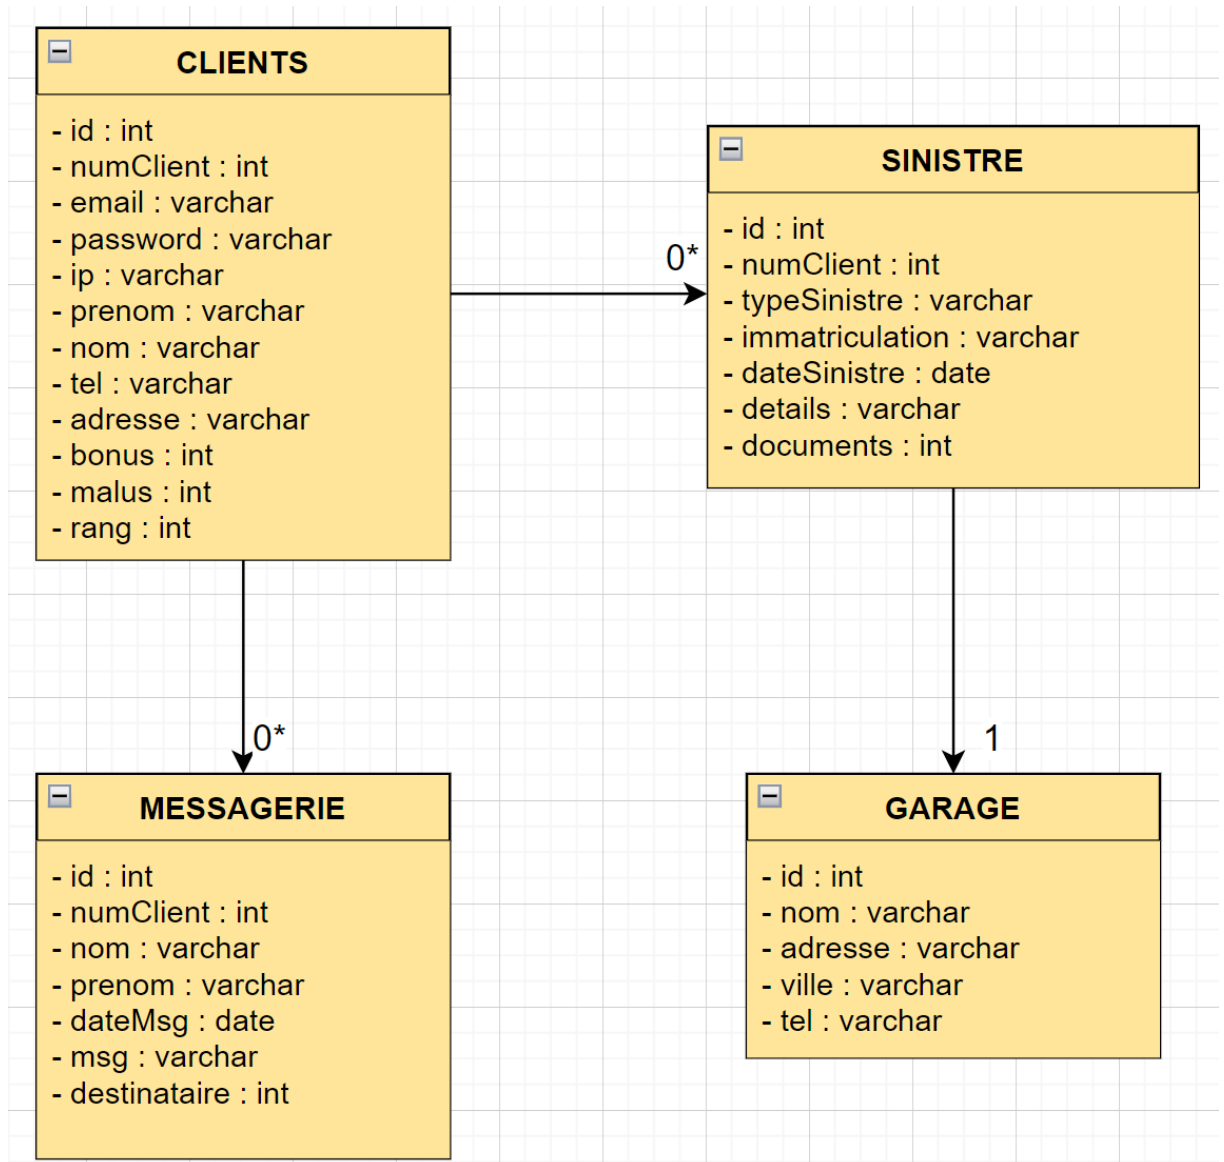 CLIENTS
- id : int
- numClient : int
- email : varchar
- password : varchar
- ip : varchar
- prenom : varchar
- nom : varchar
- tel : varchar
- adresse : varchar
- bonus : int
- malus : int
- rang : int
0*
SINISTRE
- id : int
- numClient : int
- typeSinistre : varchar
- immatriculation : varchar
- dateSinistre : date
- details : varchar
- documents : int
0*
MESSAGERIE
- id : int
- numClient : int
- nom : varchar
- prenom : varchar
- dateMsg : date
- msg : varchar
- destinataire : int
1
GARAGE
- id : int
- nom : varchar
- adresse : varchar
- ville : varchar
- tel : varchar